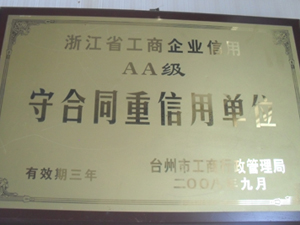 浙江省工商企业信用
AA级
守合同重信用单位
有效期三年
台州市工商行政管理局
二00八年九月